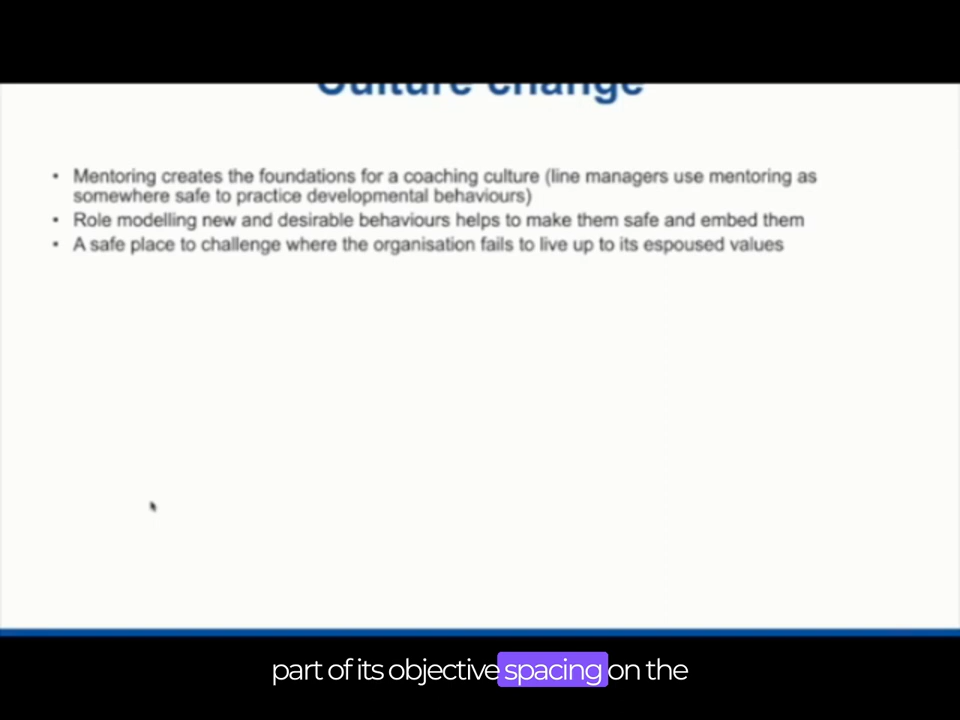 Culture change
• Mentoring creates the foundations for a coaching culture (line managers use mentoring as
somewhere safe to practice developmental behaviours)
• Role modelling new and desirable behaviours helps to make them safe and embed them
• A safe place to challenge where the organisation fails to live up to its espoused values
part of its objective spacing on the